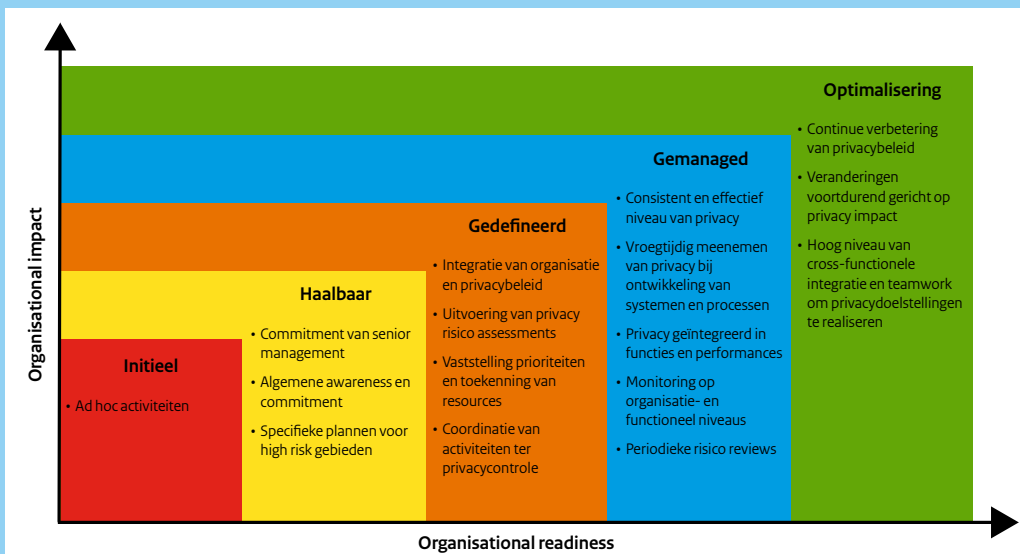 Organisational impact
Initieel
• Ad hoc activiteiten
Haalbaar
• Commitment van senior
management
• Algemene awareness en
commitment
• Specifieke plannen voor
high risk gebieden
Gedefineerd
• Integratie van organisatie
en privacybeleid
• Uitvoering van privacy
risico assessments
• Vaststelling prioriteiten
en toekenning van
resources
• Coordinatie van
activiteiten ter
privacycontrole
Gemanaged
• Consistent en effectief
niveau van privacy
• Vroegtijdig meenemen
van privacy bij
ontwikkeling van
systemen en processen
• Privacy geïntegreerd in
functies en performances
• Monitoring op
organisatie- en
functioneel niveaus
• Periodieke risico reviews
Optimalisering
• Continue verbetering
van privacybeleid
• Veranderingen
voortdurend gericht op
privacy impact
• Hoog niveau van
cross-functionele
integratie en teamwork
om privacydoelstellingen
te realiseren
Organisational readiness